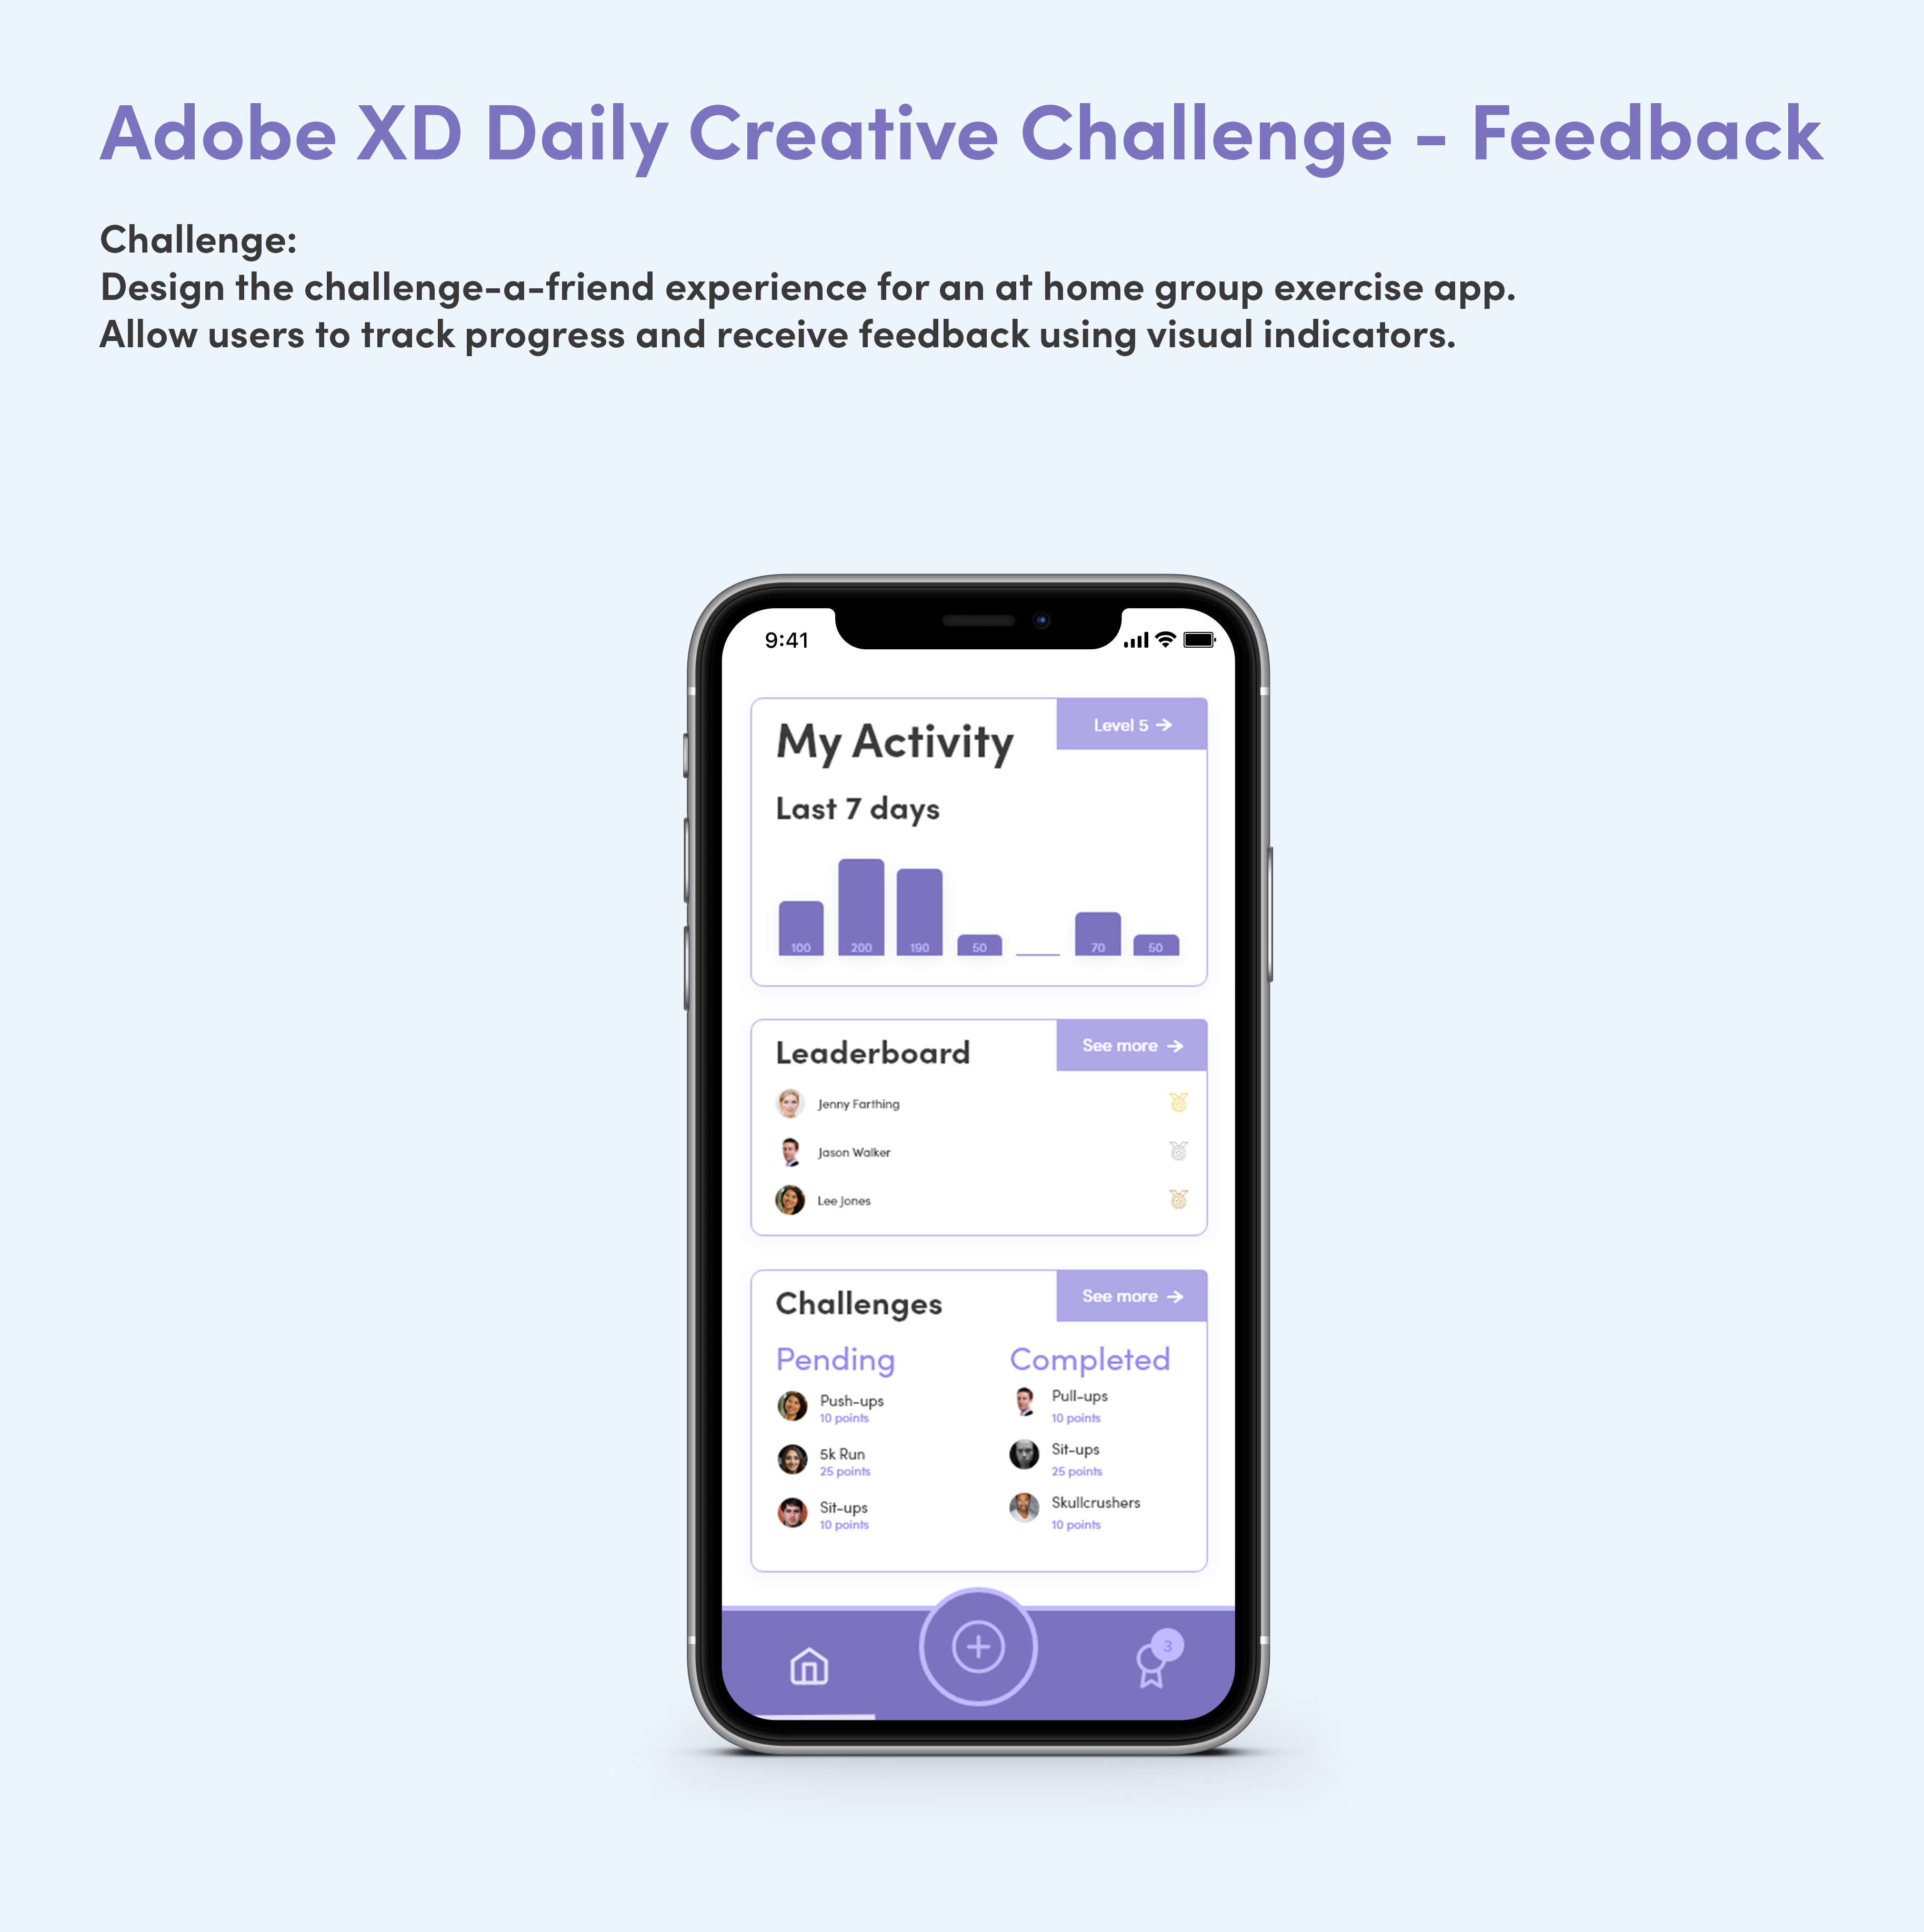 Adobe XD Daily Creative Challenge - Feedback
Challenge:
Design the challenge-a-friend experience for an at home group exercise app.
Allow users to track progress and receive feedback using visual indicators.
9:41
My Activity
Level 5 →
Last 7 days
100 200 190 50 70 50
Leaderboard
See more →
Jenny Farthing
Jason Walker
Lee Jones
Challenges
See more →
Pending
Push-ups
10 points
5k Run
25 points
Sit-ups
10 points
Completed
Pull-ups
10 points
Sit-ups
25 points
Skullcrushers
10 points
3